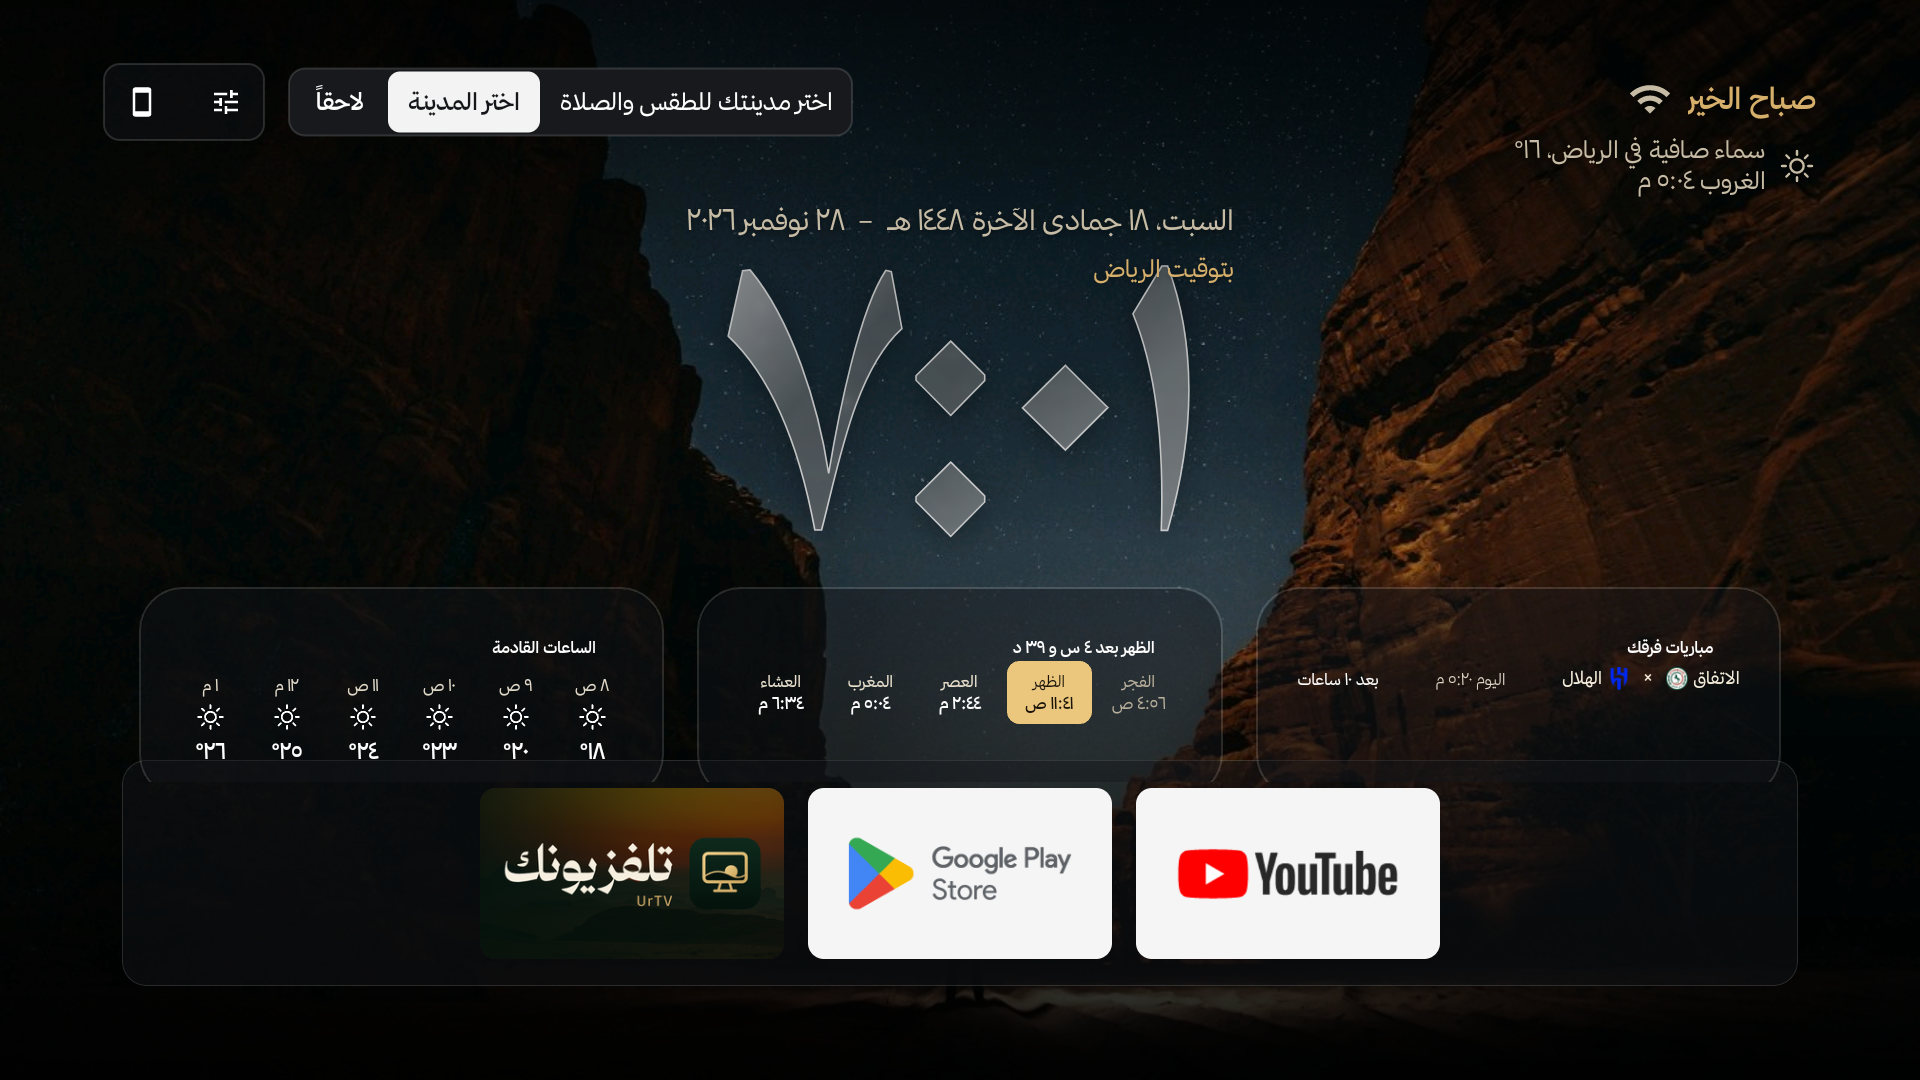 صباح الخير
سماء صافية في الرياض، ١٦°
الغروب ٥:٠٤ م
اختر مدينتك للطقس والصلاة
اختر المدينة
لاحقاً
السبت، ١٨ جمادى الآخرة ١٤٤٨ هـ – ٢٨ نوفمبر ٢٠٢٦
بتوقيت الرياض
٧:٠١
مباريات فرقك
الاتفاق × الهلال اليوم ٥:٢٠ م بعد ١٠ ساعات
الظهر بعد ٤ س و ٣٩ د
الفجر الظهر العصر المغرب العشاء
٤:٥٦ ص ١١:٤١ ص ٢:٤٤ م ٥:٠٤ م ٦:٣٤ م
الساعات القادمة
٨ ص ٩ ص ١٠ ص ١١ ص ١٢ م ١ م
١٨° ٢٠° ٢٣° ٢٤° ٢٥° ٢٦°
YouTube
Google Play
Store
تلفزيونك
UrTV